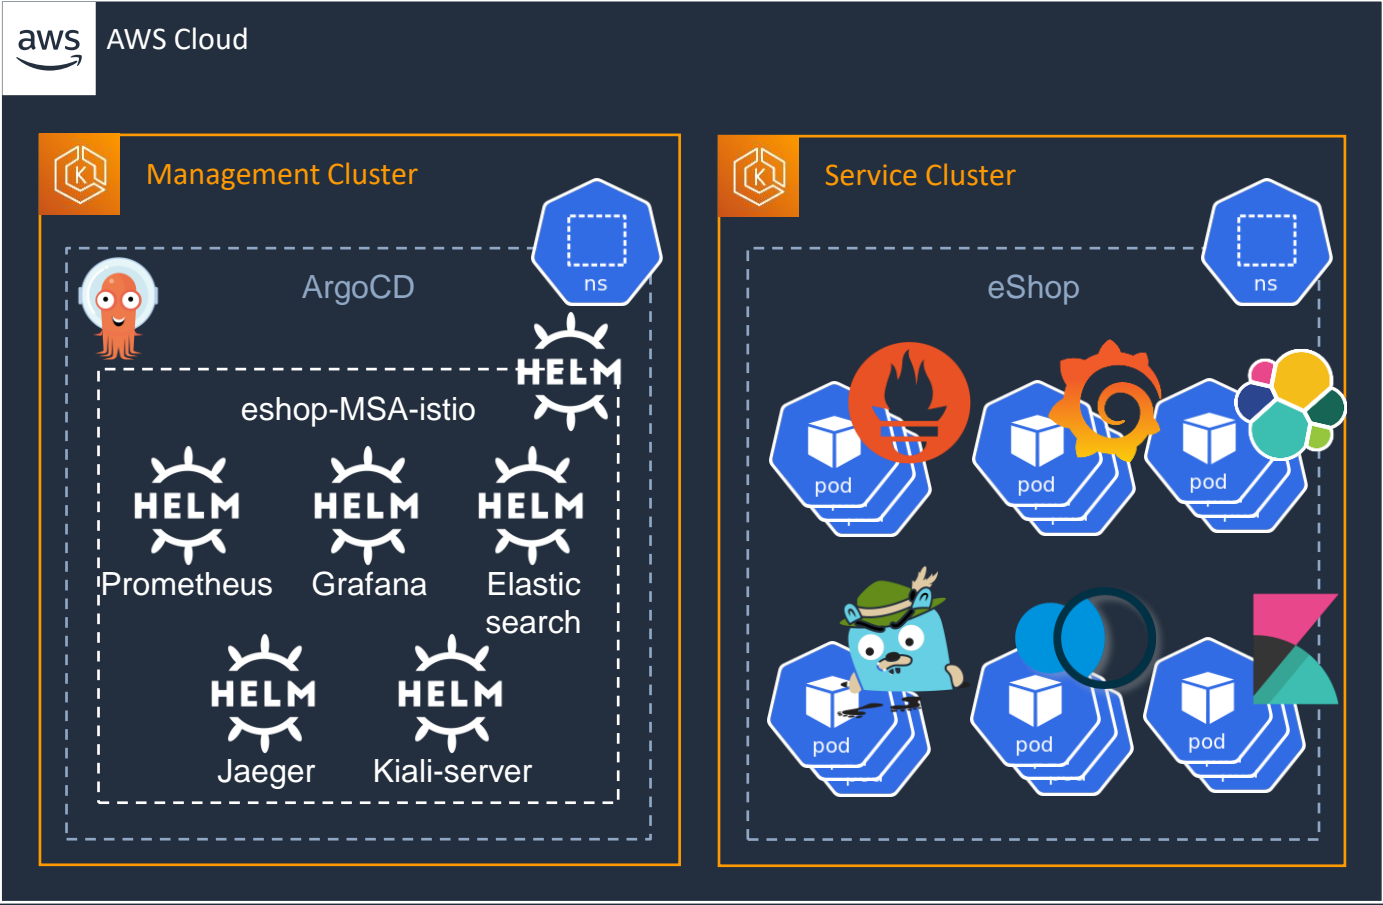 aws
AWS Cloud
Management Cluster
ns
ArgoCD
HELM
eshop-MSA-istio
HELM
HELM
HELM
Prometheus
Grafana
Elastic
search
HELM
HELM
Jaeger
Kiali-server
Service Cluster
ns
eShop
pod
pod
pod
pod
pod
pod